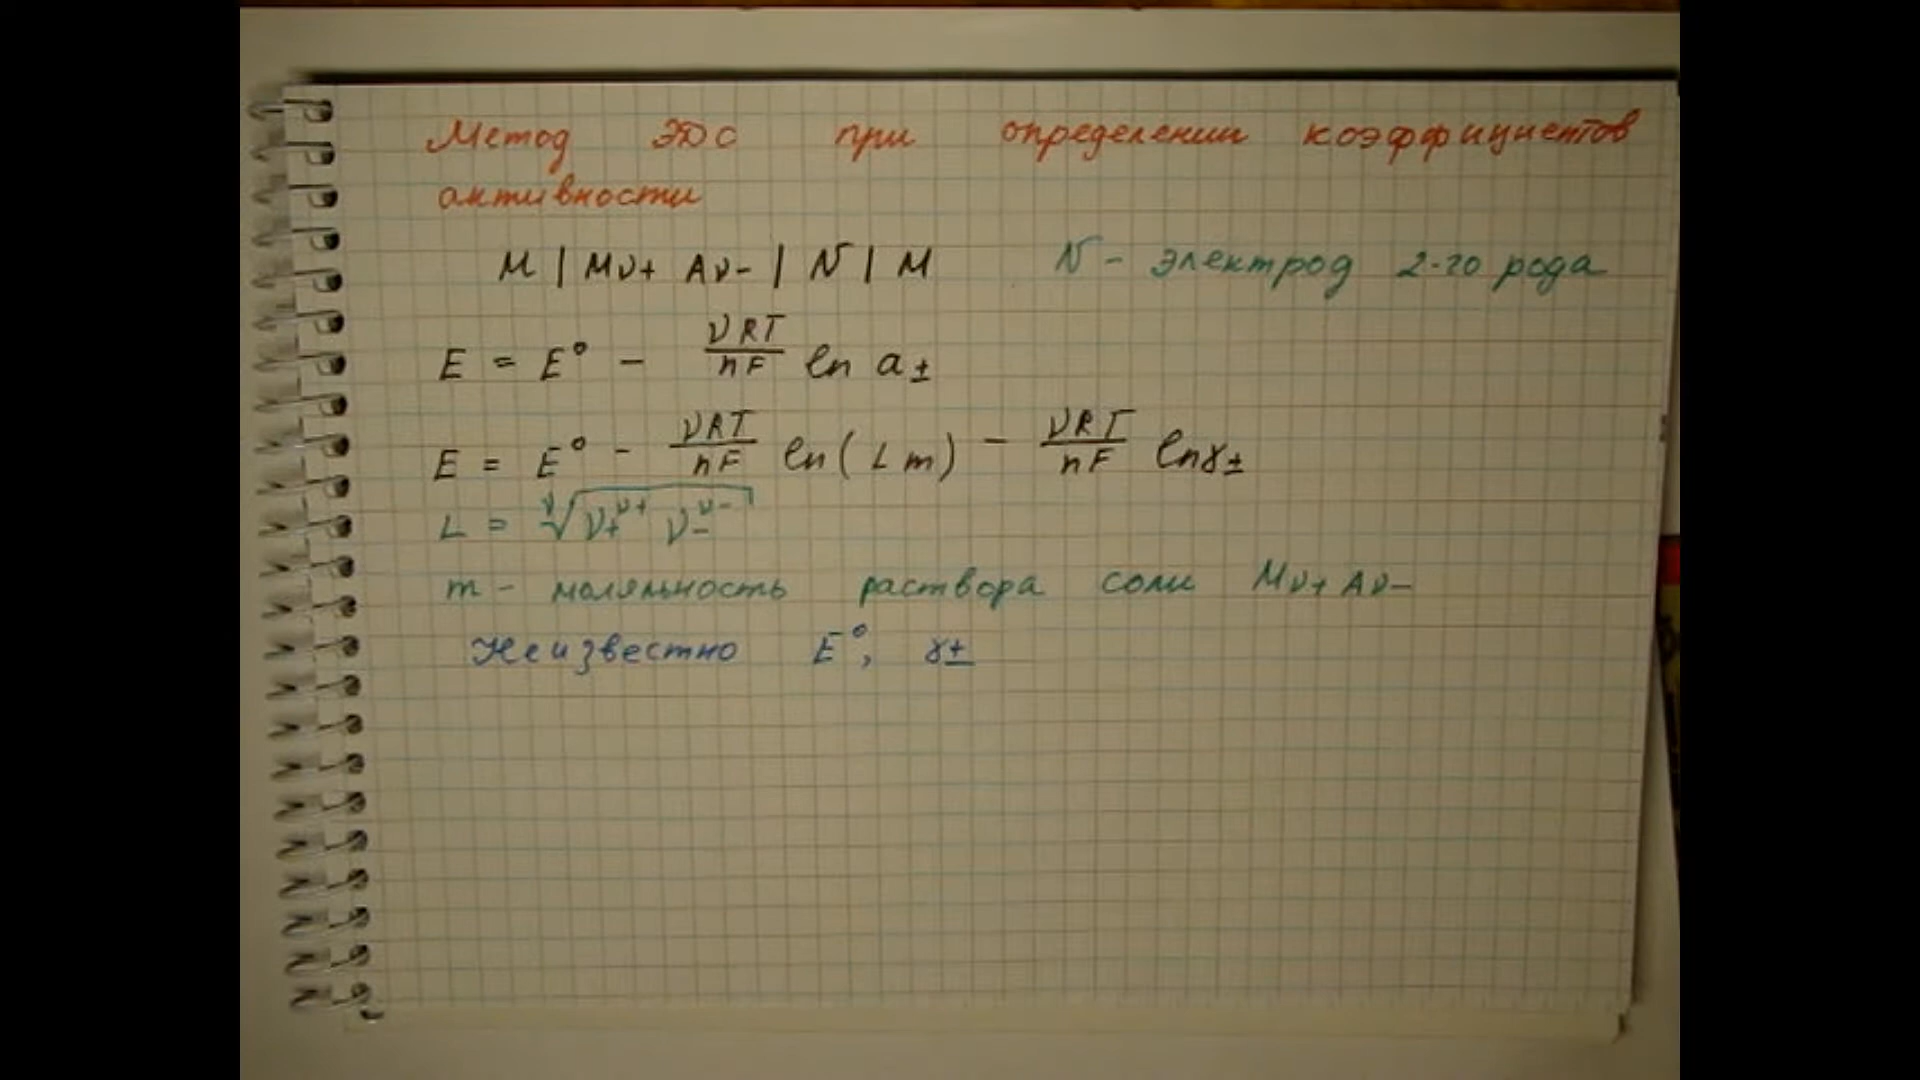 Метод ЭДС при определении коэффициентов
активности
M | Mν+ Aν- | N | M N - электрод 2-го рода
E = E° - νRT/nF ln a±
E = E° - νRT/nF ln(Lm) - νRT/nF lnγ±
L = ᵛ√(ν₊^ν+ ν₋^ν-)
m - моляльность раствора соли Mν+ Aν-
Неизвестно E°, γ±